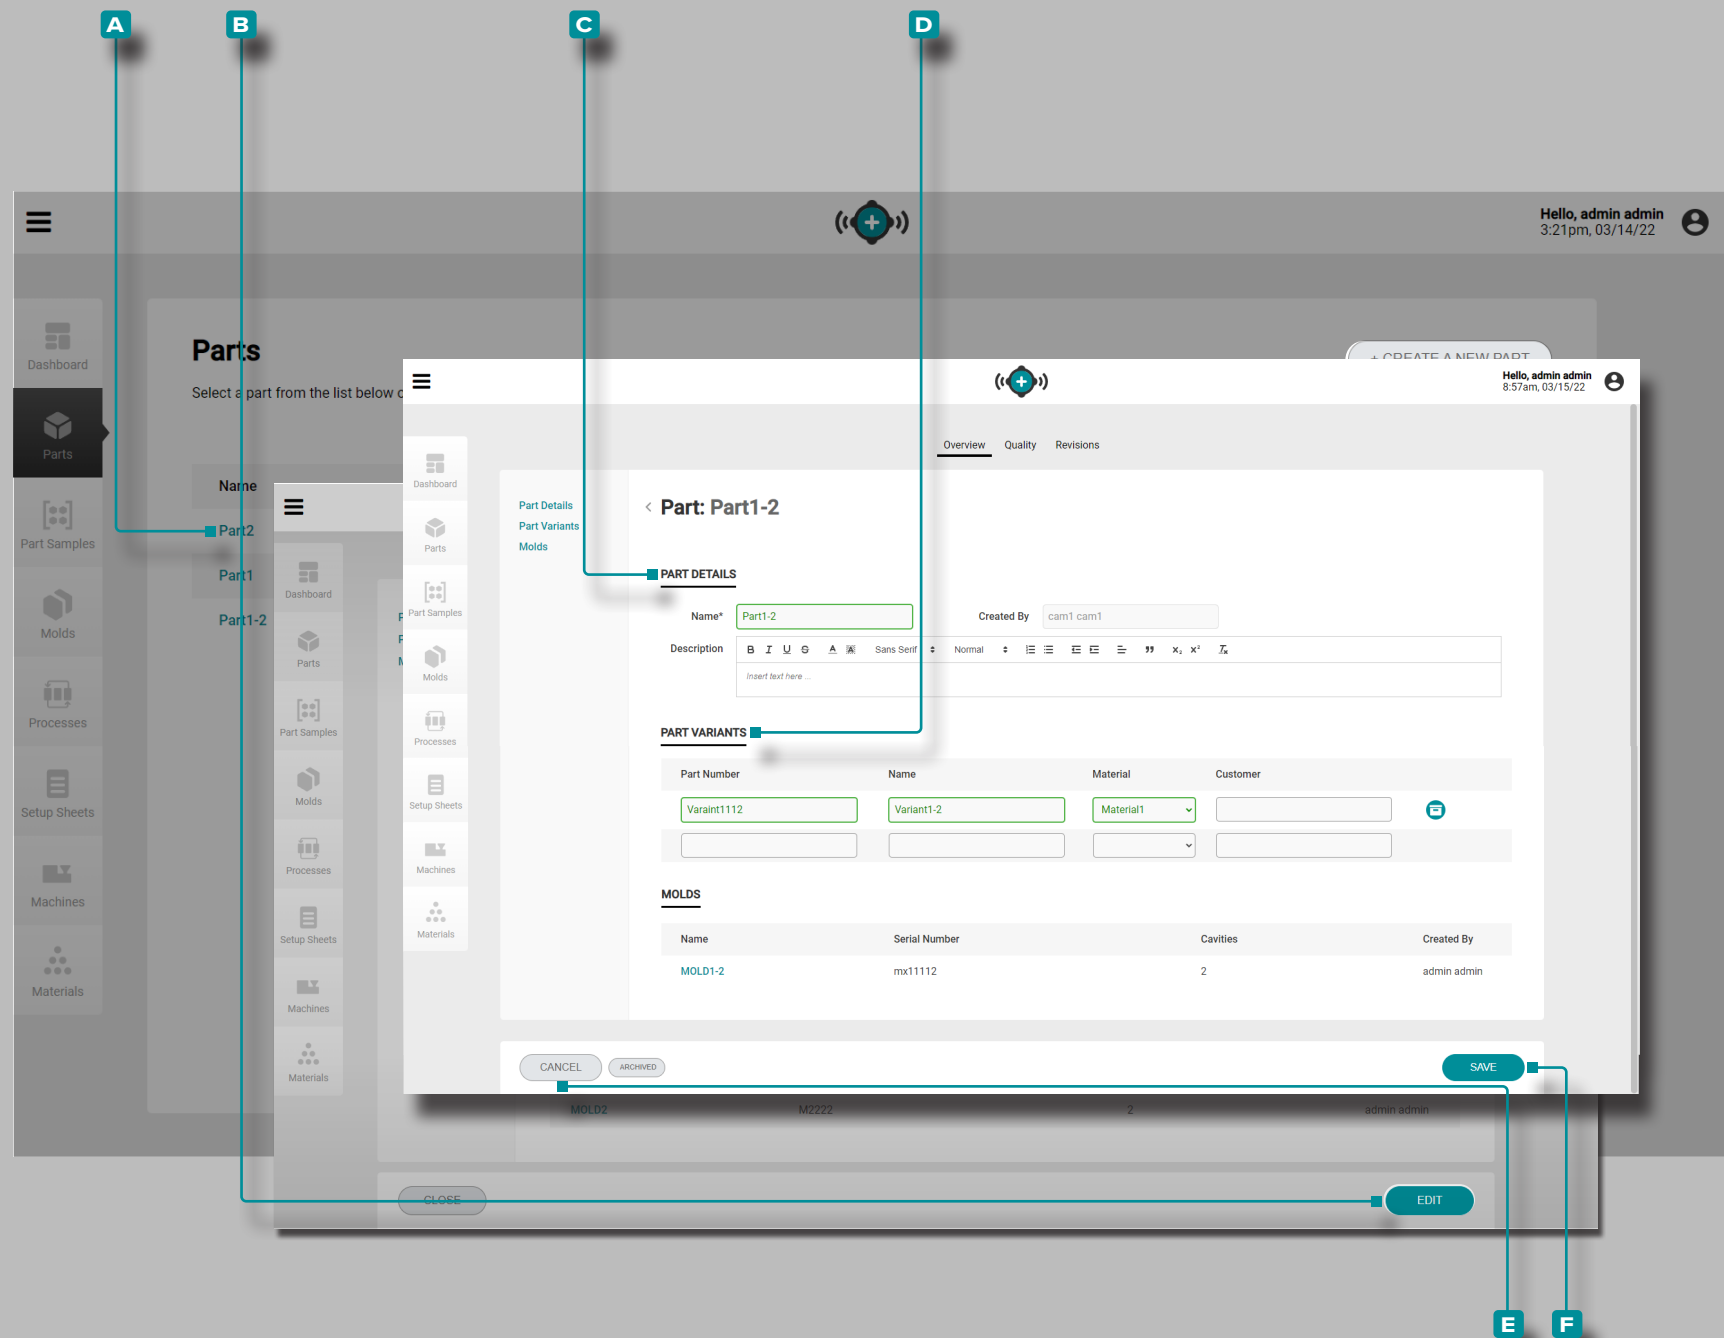 A
B
C
D
Hello, admin admin
3:21pm, 03/14/22
Dashboard
Parts
Part Samples
Molds
Processes
Setup Sheets
Machines
Materials
Parts
+ CREATE A NEW PART
Select a part from the list below
Name
Part2
Part1
Part1-2
Dashboard
Parts
Part Samples
Molds
Processes
Setup Sheets
Machines
Materials
MOLD2 M2222 2 admin admin
CLOSE
EDIT
Hello, admin admin
8:57am, 03/15/22
Dashboard
Parts
Part Samples
Molds
Processes
Setup Sheets
Machines
Materials
Overview Quality Revisions
Part Details
Part Variants
Molds
< Part: Part1-2
PART DETAILS
Name* Part1-2 Created By cam1 cam1
Description B I U S A A Sans Serif Normal
Insert text here ...
PART VARIANTS
Part Number Name Material Customer
Varaint1112 Variant1-2 Material1
MOLDS
Name Serial Number Cavities Created By
MOLD1-2 mx11112 2 admin admin
CANCEL ARCHIVED SAVE
E
F